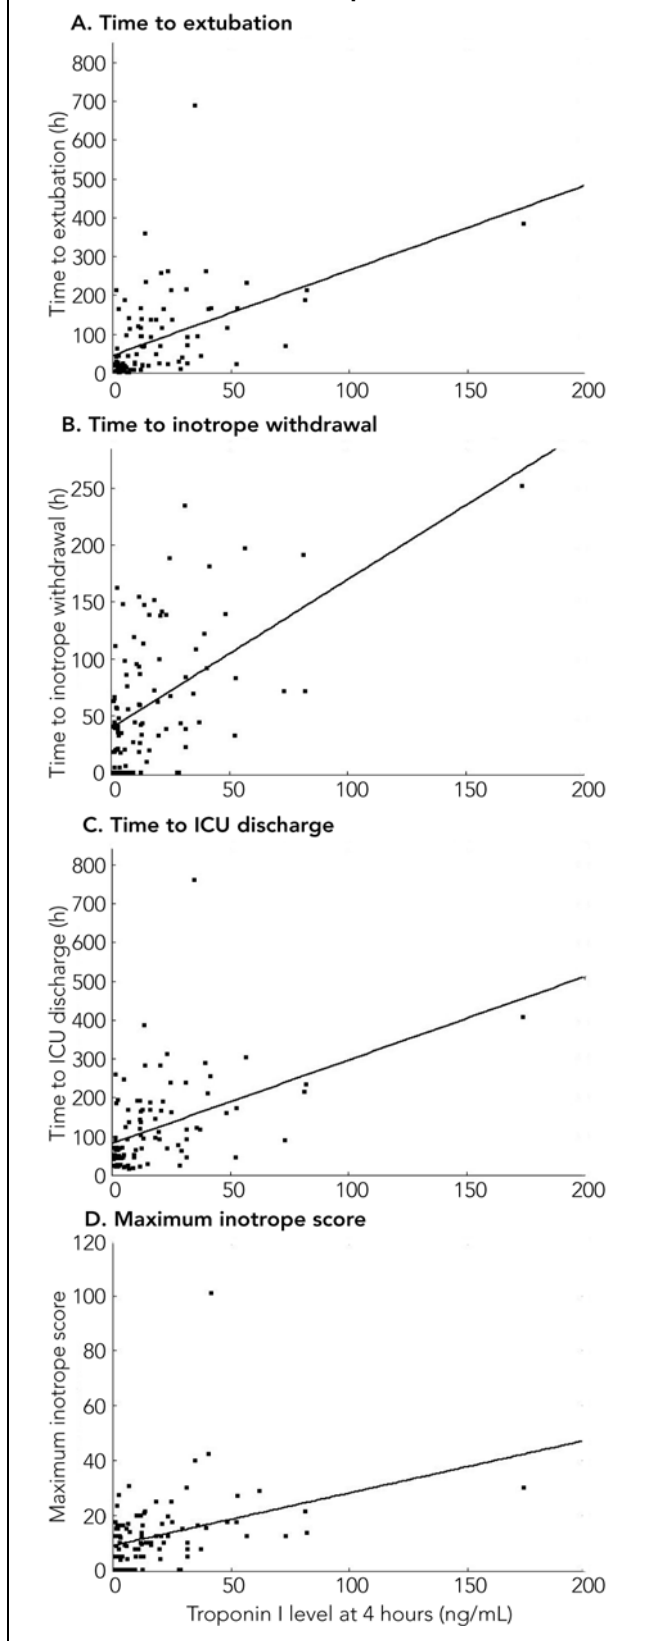 A. Time to extubation
800
700
600
500
400
300
200
100
0
Time to extubation (h)
0 50 100 150 200
B. Time to inotrope withdrawal
250
200
150
100
50
0
Time to inotrope withdrawal (h)
0 50 100 150 200
C. Time to ICU discharge
800
700
600
500
400
300
200
100
0
Time to ICU discharge (h)
0 50 100 150 200
D. Maximum inotrope score
120
100
80
60
40
20
0
Maximum inotrope score
0 50 100 150 200
Troponin I level at 4 hours (ng/mL)